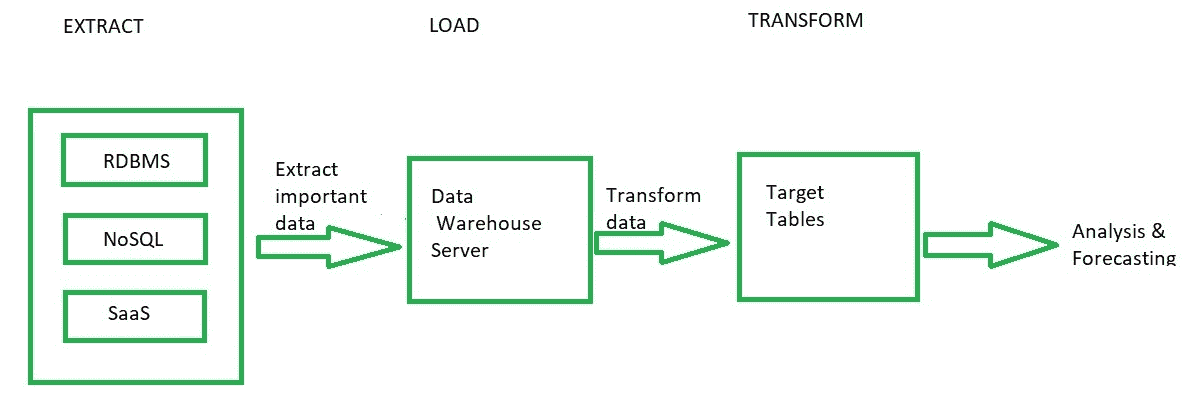 EXTRACT
LOAD
TRANSFORM
RDBMS
NoSQL
SaaS
Extract
important
data
Data
Warehouse
Server
Transform
data
Target
Tables
Analysis &
Forecasting